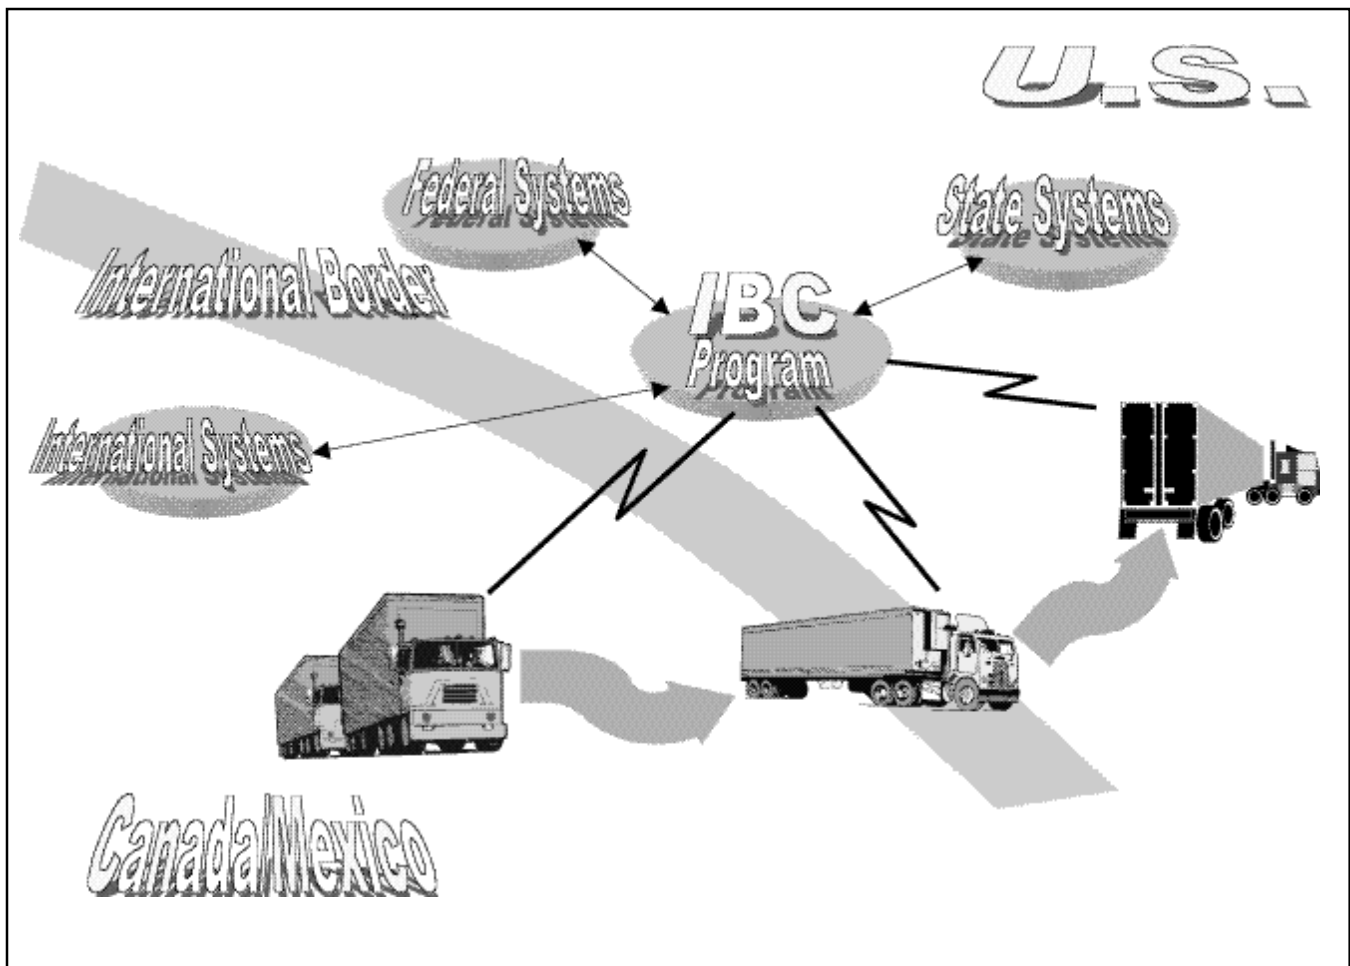 U.S.
Federal Systems
State Systems
International Border
IBC
Program
International Systems
Canada/Mexico